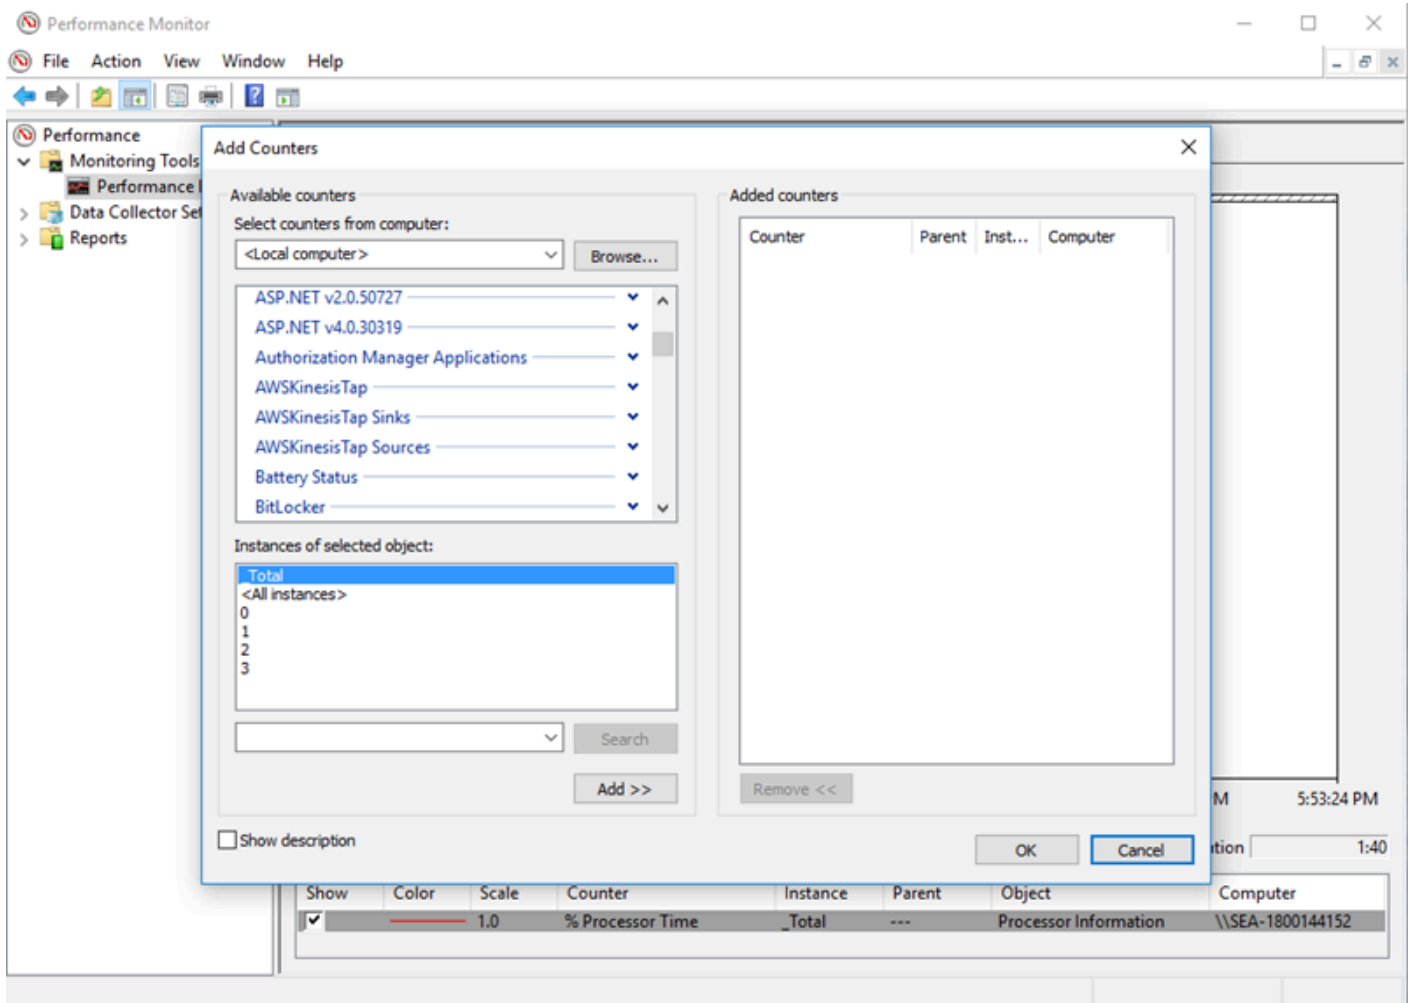 Performance Monitor
File Action View Window Help
Performance
Monitoring Tools
Performance
Data Collector Set
Reports
Add Counters
Available counters
Select counters from computer:
<Local computer>
Browse...
ASP.NET v2.0.50727
ASP.NET v4.0.30319
Authorization Manager Applications
AWSKinesisTap
AWSKinesisTap Sinks
AWSKinesisTap Sources
Battery Status
BitLocker
Instances of selected object:
_Total
<All instances>
0
1
2
3
Search
Add >>
Show description
Added counters
Counter Parent Inst... Computer
Remove <<
OK Cancel
M 5:53:24 PM
ation 1:40
Show Color Scale Counter Instance Parent Object Computer
1.0 % Processor Time _Total --- Processor Information \\SEA-1800144152